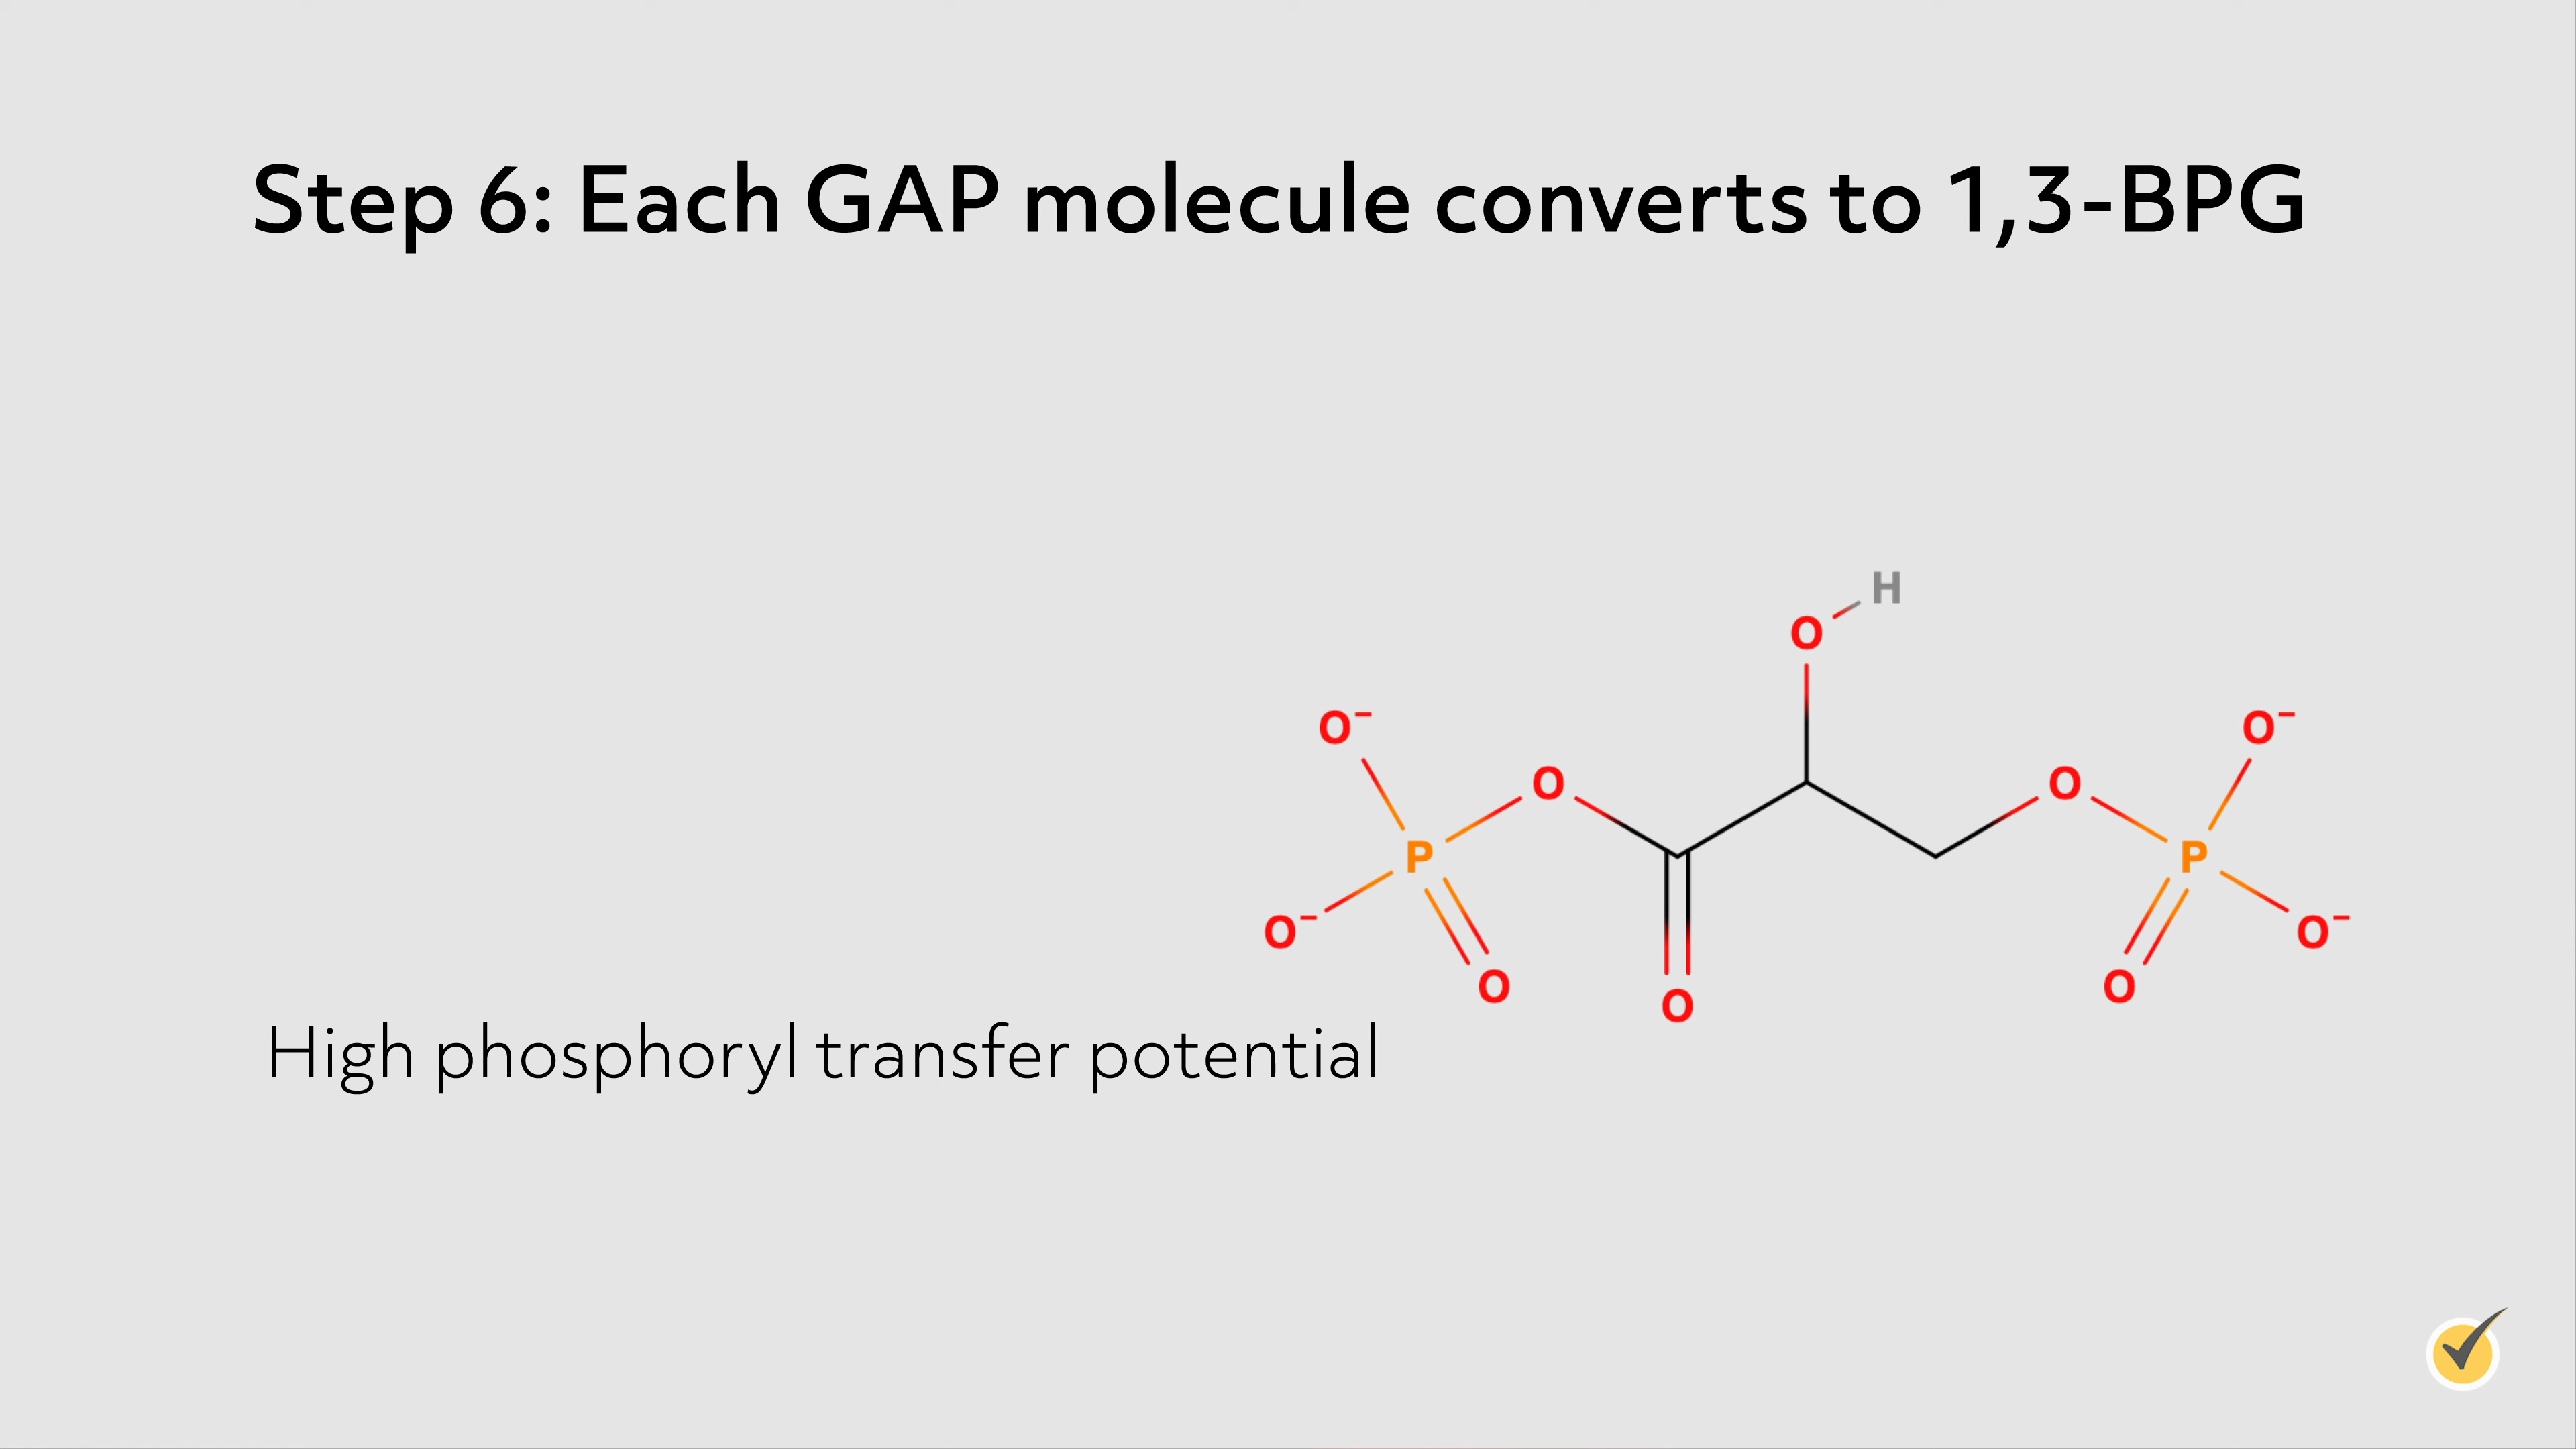 Step 6: Each GAP molecule converts to 1,3-BPG
H
O
O⁻
O⁻
O
O
P
P
O⁻
O⁻
O
O
O
High phosphoryl transfer potential